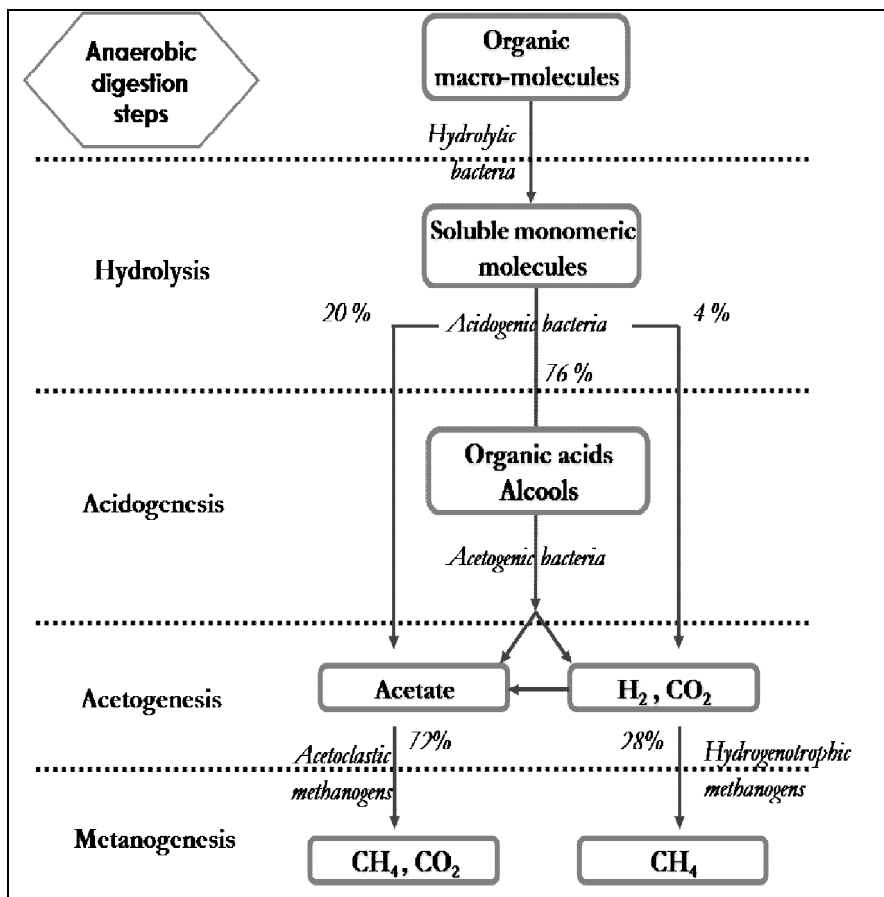 Anaerobic
digestion
steps
Organic
macro-molecules
Hydrolytic
bacteria
Hydrolysis
Soluble monomeric
molecules
20 %
Acidogenic bacteria
4 %
76 %
Acidogenesis
Organic acids
Alcools
Acetogenic bacteria
Acetogenesis
Acetate
H₂ , CO₂
72%
28%
Acetoclastic
methanogens
Hydrogenotrophic
methanogens
Metanogenesis
CH₄ , CO₂
CH₄